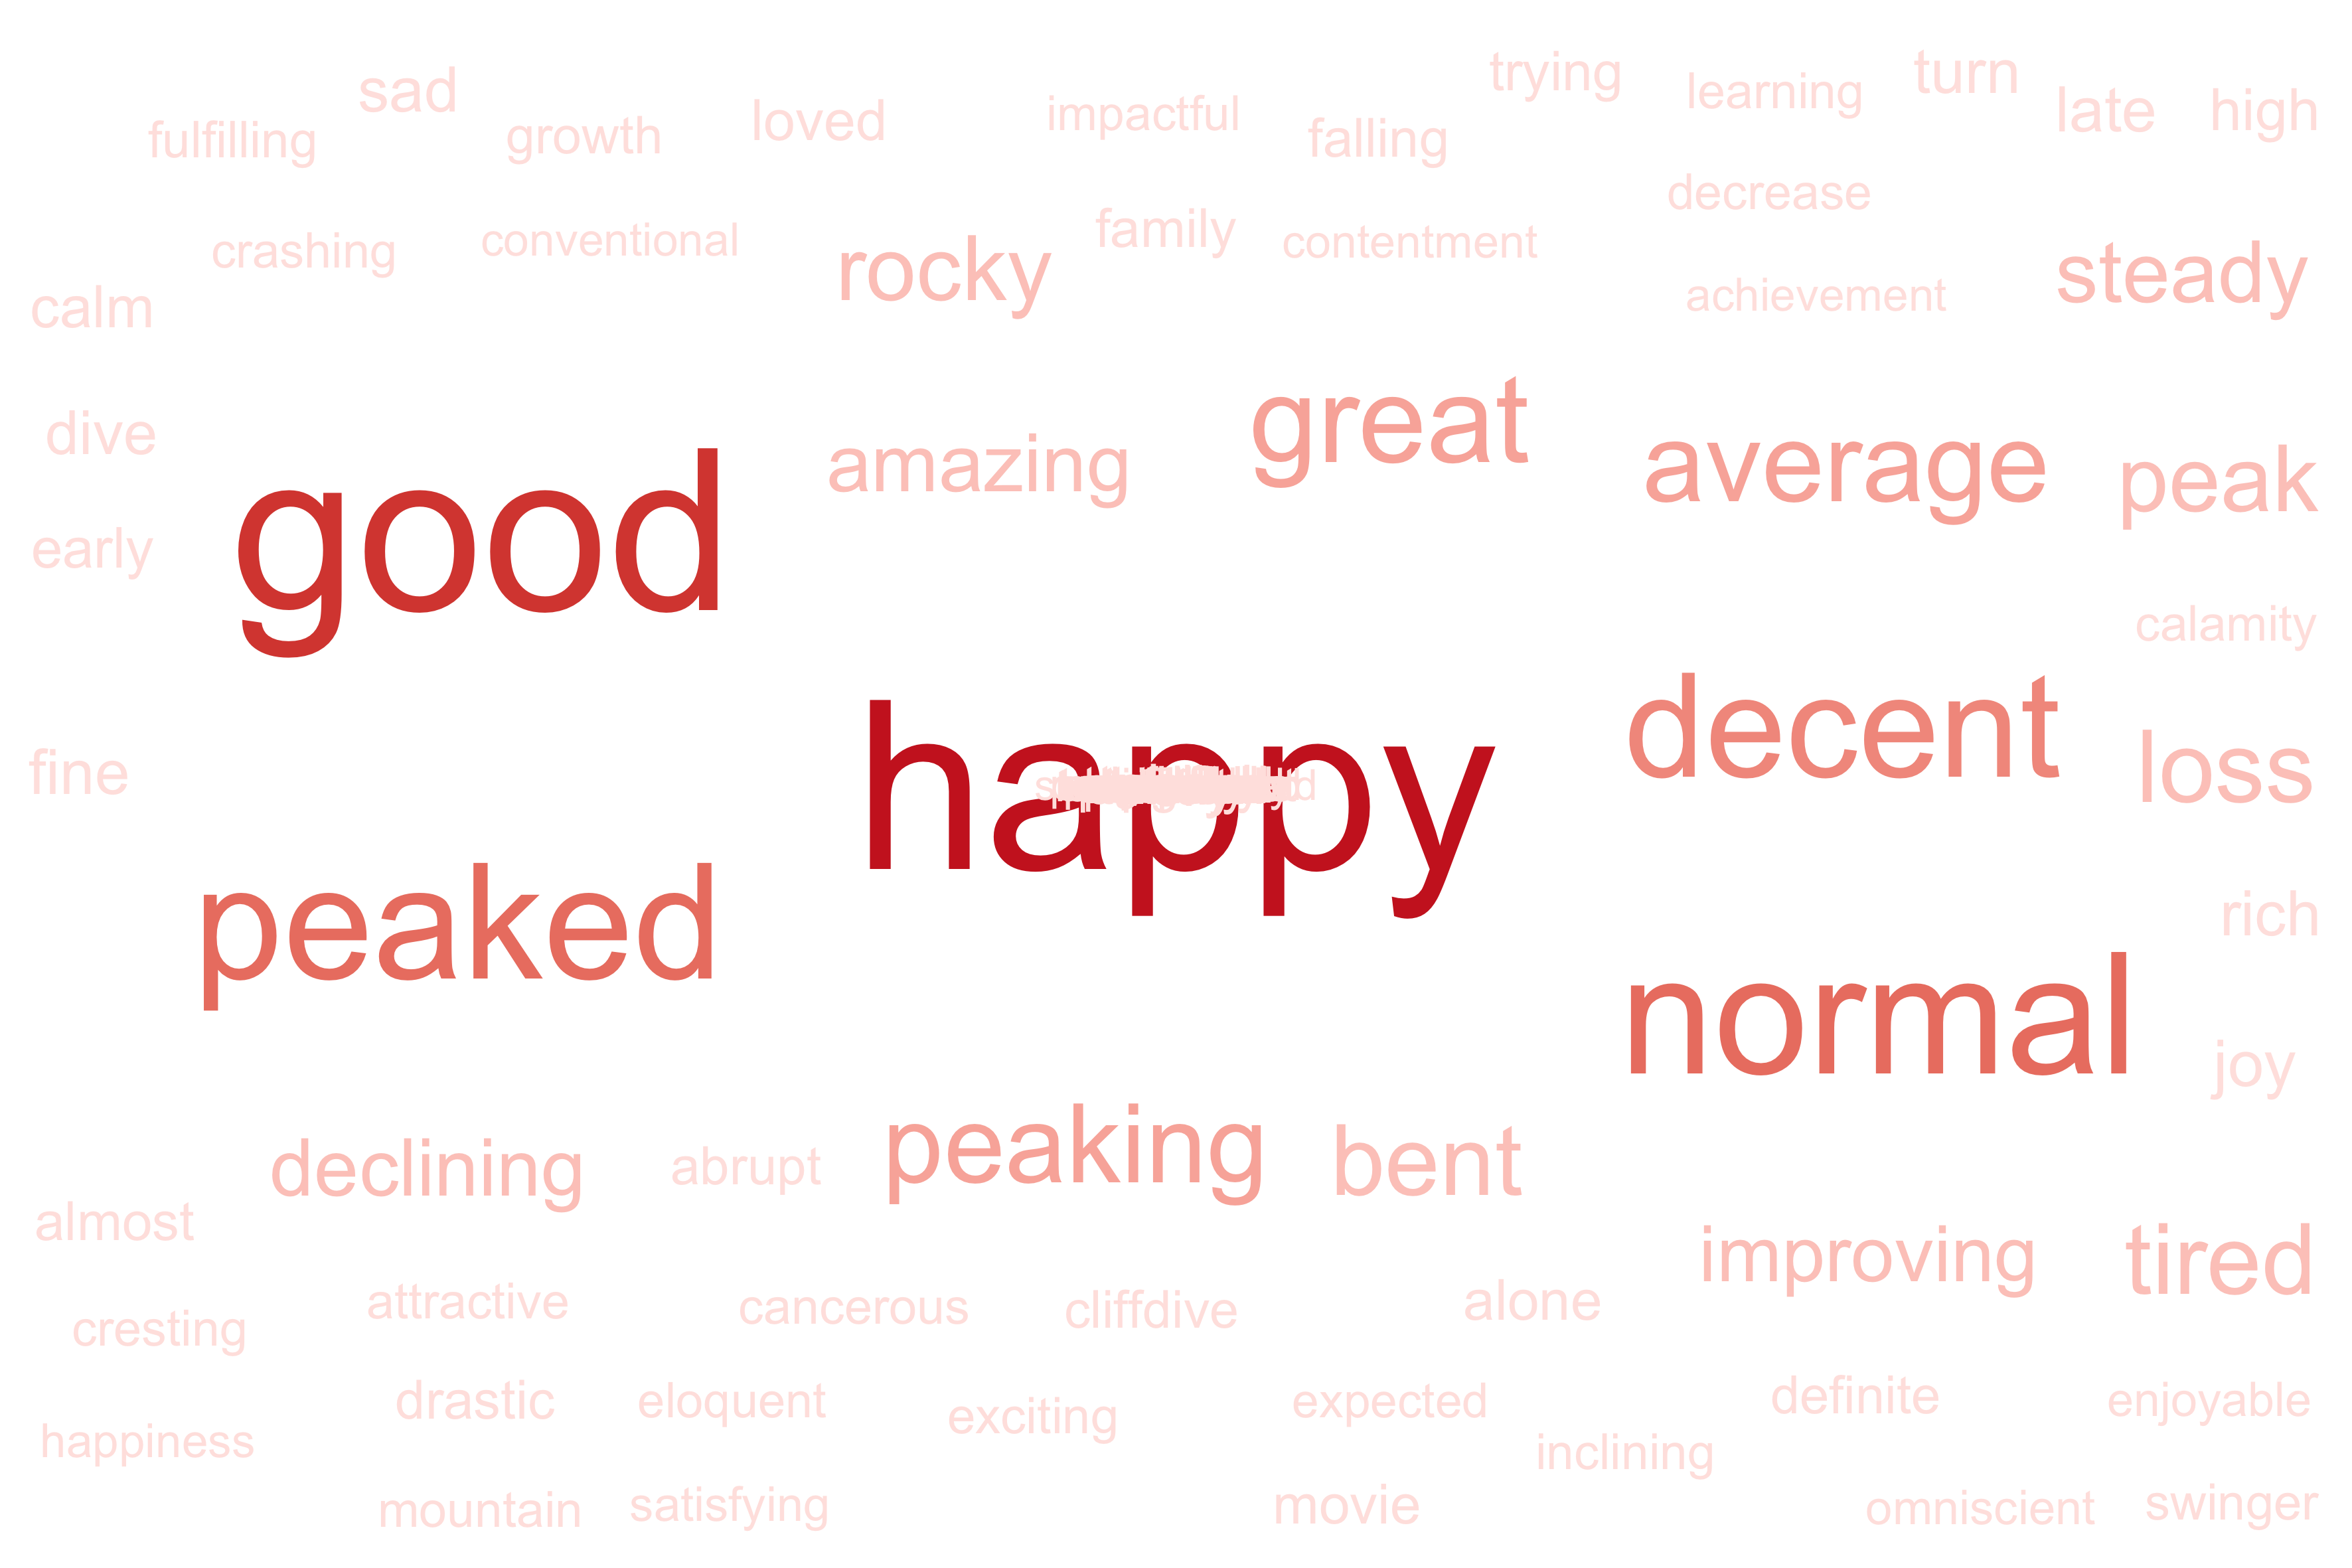 trying
turn
sad
learning
late
high
impactful
loved
growth
falling
fulfilling
decrease
family
conventional
contentment
crashing
rocky
steady
achievement
calm
great
dive
amazing
average
peak
good
early
calamity
decent
fine
loss
happy
rich
peaked
normal
joy
peaking
bent
declining
abrupt
almost
improving
tired
attractive
alone
cancerous
cliffdive
cresting
definite
drastic
eloquent
expected
enjoyable
exciting
happiness
inclining
satisfying
movie
swinger
mountain
omniscient